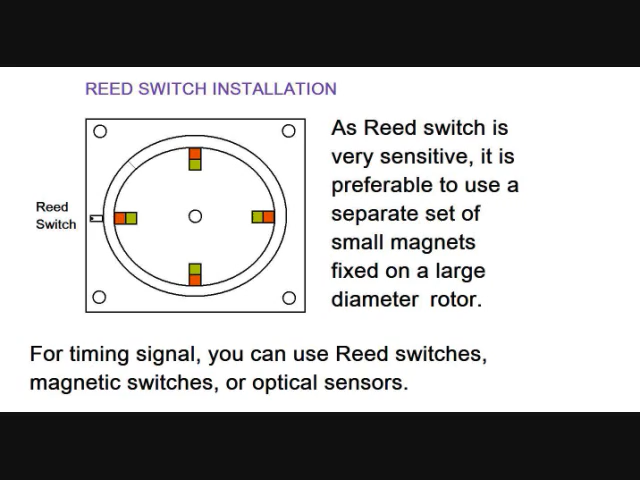 REED SWITCH INSTALLATION
As Reed switch is
very sensitive, it is
preferable to use a
separate set of
small magnets
fixed on a large
diameter rotor.
Reed
Switch
For timing signal, you can use Reed switches,
magnetic switches, or optical sensors.